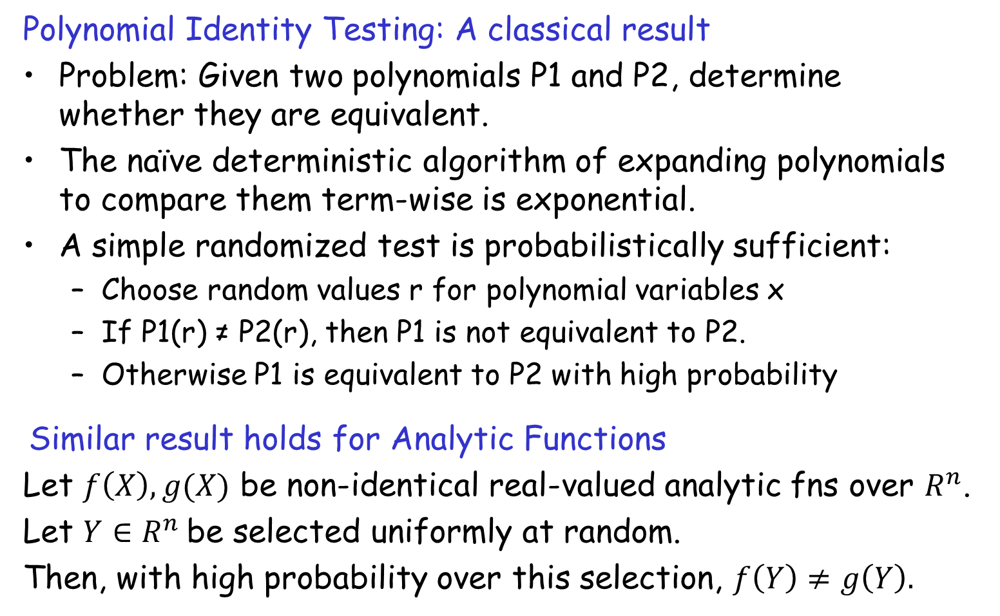 Polynomial Identity Testing: A classical result
• Problem: Given two polynomials P1 and P2, determine
whether they are equivalent.
• The naïve deterministic algorithm of expanding polynomials
to compare them term-wise is exponential.
• A simple randomized test is probabilistically sufficient:
– Choose random values r for polynomial variables x
– If P1(r) ≠ P2(r), then P1 is not equivalent to P2.
– Otherwise P1 is equivalent to P2 with high probability
Similar result holds for Analytic Functions
Let f(X), g(X) be non-identical real-valued analytic fns over Rⁿ.
Let Y ∈ Rⁿ be selected uniformly at random.
Then, with high probability over this selection, f(Y) ≠ g(Y).